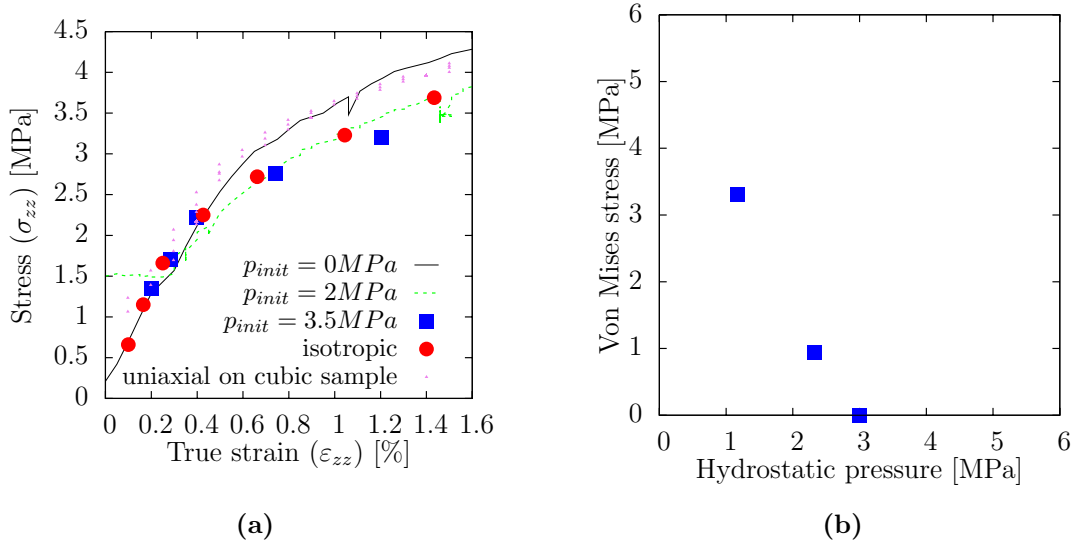 4.5
4
3.5
3
2.5
2
1.5
1
0.5
0
0 0.2 0.4 0.6 0.8 1 1.2 1.4 1.6
Stress (σzz) [MPa]
True strain (εzz) [%]
pinit = 0MPa
pinit = 2MPa
pinit = 3.5MPa
isotropic
uniaxial on cubic sample
(a)
6
5
4
3
2
1
0
0 1 2 3 4 5 6
Von Mises stress [MPa]
Hydrostatic pressure [MPa]
(b)